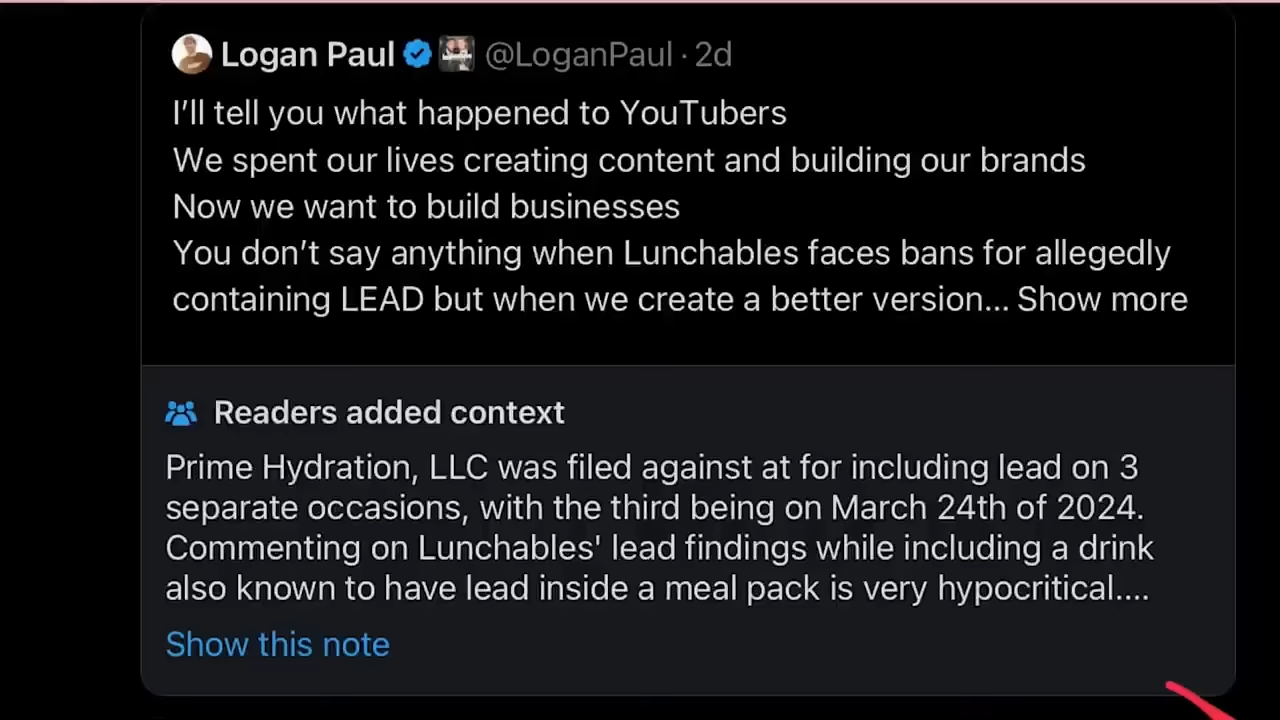 Logan Paul @LoganPaul · 2d
I’ll tell you what happened to YouTubers
We spent our lives creating content and building our brands
Now we want to build businesses
You don’t say anything when Lunchables faces bans for allegedly
containing LEAD but when we create a better version... Show more
Readers added context
Prime Hydration, LLC was filed against at for including lead on 3
separate occasions, with the third being on March 24th of 2024.
Commenting on Lunchables' lead findings while including a drink
also known to have lead inside a meal pack is very hypocritical....
Show this note